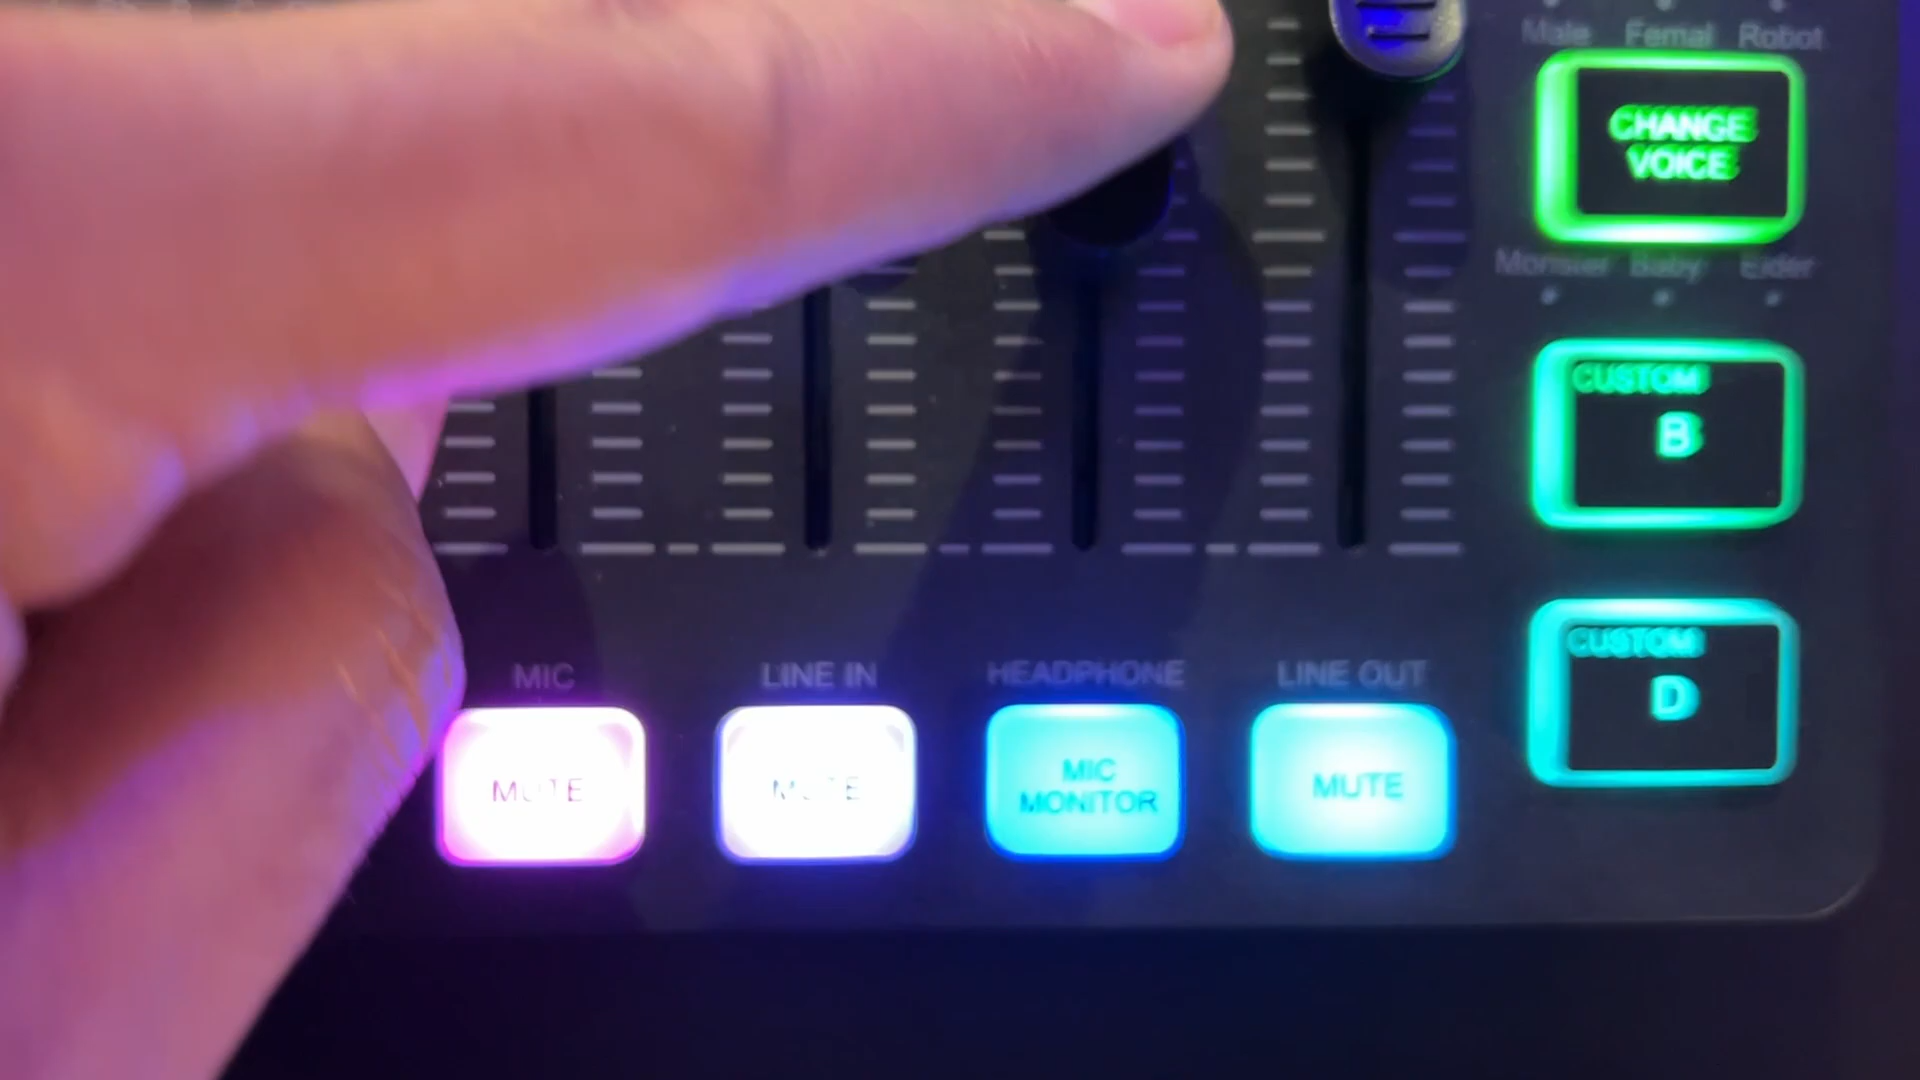 Male Femal Robot
CHANGE
VOICE
Monster Baby Elder
CUSTOM
B
CUSTOM
D
MIC LINE IN HEADPHONE LINE OUT
MUTE MUTE MIC MONITOR MUTE